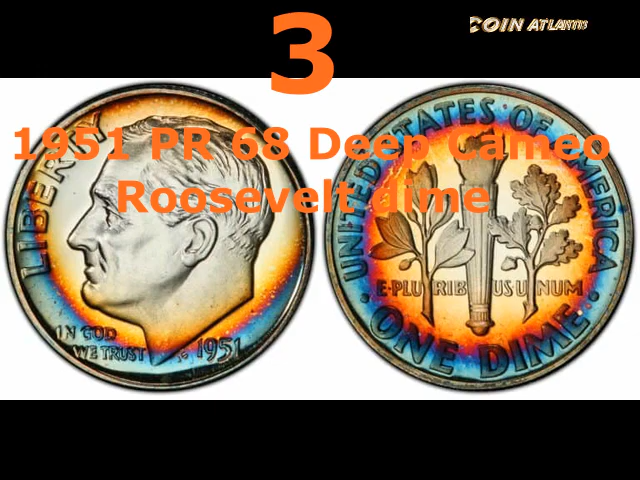 COIN ATLANTIS
3
1951 PR 68 Deep Cameo
Roosevelt dime
LIBERTY
IN GOD
WE TRUST
1951
UNITED STATES OF AMERICA
E PLURIBUS UNUM
ONE DIME